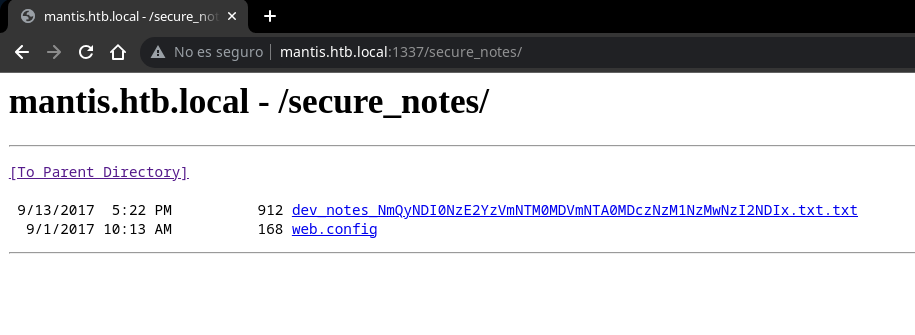 mantis.htb.local - /secure_not
No es seguro mantis.htb.local:1337/secure_notes/
mantis.htb.local - /secure_notes/
[To Parent Directory]
9/13/2017 5:22 PM 912 dev_notes_NmQyNDI0NzE2YzVmNTM0MDVmNTA0MDczNzM1NzMwNzI2NDIx.txt.txt
9/1/2017 10:13 AM 168 web.config